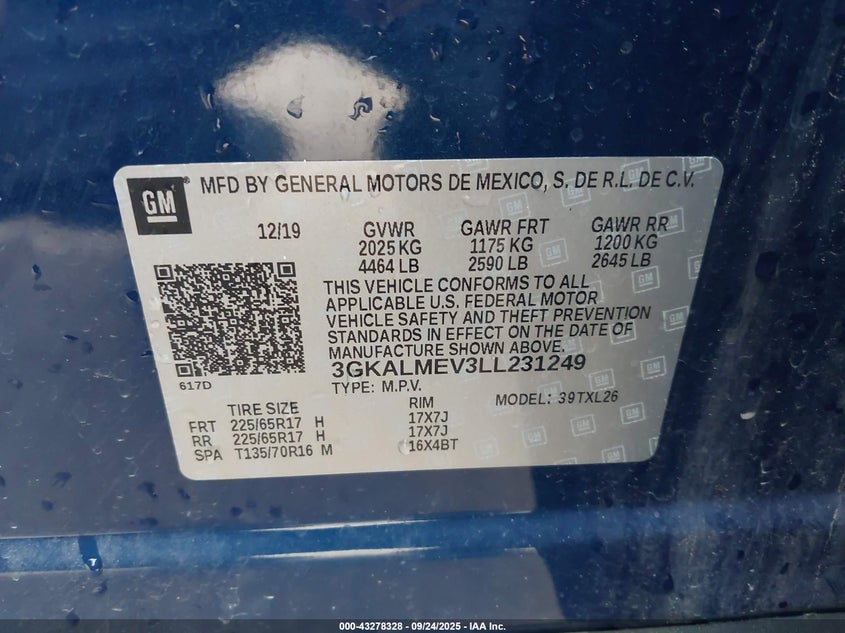 GM
MFD BY GENERAL MOTORS DE MEXICO, S. DE R.L. DE C.V.
12/19 GVWR GAWR FRT GAWR RR
2025 KG 1175 KG 1200 KG
4464 LB 2590 LB 2645 LB
THIS VEHICLE CONFORMS TO ALL
APPLICABLE U.S. FEDERAL MOTOR
VEHICLE SAFETY AND THEFT PREVENTION
STANDARDS IN EFFECT ON THE DATE OF
MANUFACTURE SHOWN ABOVE.
617D
3GKALMEV3LL231249
TYPE: M.P.V. MODEL: 39TXL26
TIRE SIZE RIM
FRT 225/65R17 H 17X7J
RR 225/65R17 H 17X7J
SPA T135/70R16 M 16X4BT
000-43278328 - 09/24/2025 - IAA Inc.